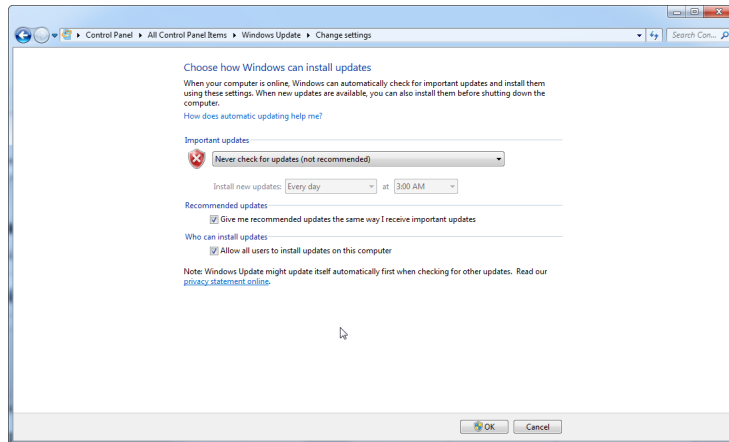 Control Panel ▸ All Control Panel Items ▸ Windows Update ▸ Change settings
Search Con...
Choose how Windows can install updates
When your computer is online, Windows can automatically check for important updates and install them
using these settings. When new updates are available, you can also install them before shutting down the
computer.
How does automatic updating help me?
Important updates
Never check for updates (not recommended)
Install new updates: Every day at 3:00 AM
Recommended updates
Give me recommended updates the same way I receive important updates
Who can install updates
Allow all users to install updates on this computer
Note: Windows Update might update itself automatically first when checking for other updates. Read our
privacy statement online.
OK Cancel